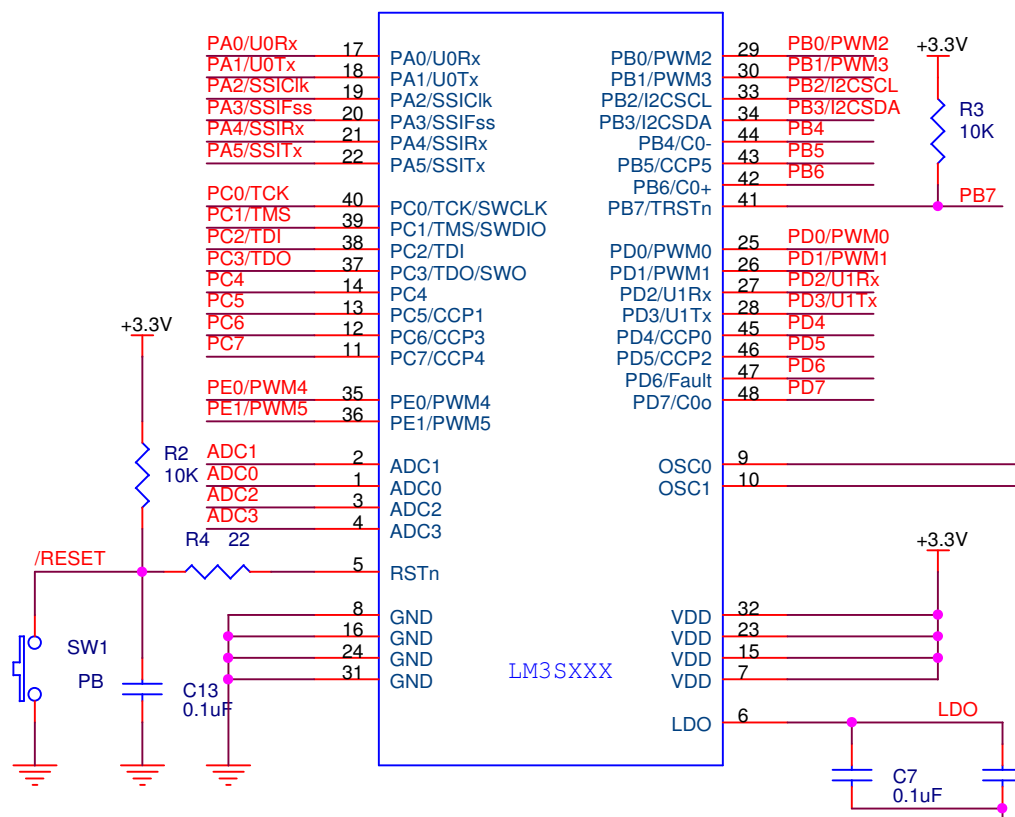 PA0/U0Rx 17 PA0/U0Rx
PA1/U0Tx 18 PA1/U0Tx
PA2/SSIClk 19 PA2/SSIClk
PA3/SSIFss 20 PA3/SSIFss
PA4/SSIRx 21 PA4/SSIRx
PA5/SSITx 22 PA5/SSITx
PC0/TCK 40 PC0/TCK/SWCLK
PC1/TMS 39 PC1/TMS/SWDIO
PC2/TDI 38 PC2/TDI
PC3/TDO 37 PC3/TDO/SWO
PC4 14 PC4
PC5 13 PC5/CCP1
PC6 12 PC6/CCP3
PC7 11 PC7/CCP4
PE0/PWM4 35 PE0/PWM4
PE1/PWM5 36 PE1/PWM5
ADC1 2 ADC1
ADC0 1 ADC0
ADC2 3 ADC2
ADC3 4 ADC3
+3.3V
R2
10K
R4 22
/RESET 5 RSTn
8 GND
16 GND
24 GND
31 GND
SW1
PB
C13
0.1uF
LM3SXXX
PB0/PWM2 29 PB0/PWM2
PB1/PWM3 30 PB1/PWM3
PB2/I2CSCL 33 PB2/I2CSCL
PB3/I2CSDA 34 PB3/I2CSDA
PB4/C0- 44 PB4
PB5/CCP5 43 PB5
PB6/C0+ 42 PB6
PB7/TRSTn 41 PB7
+3.3V
R3
10K
PD0/PWM0 25 PD0/PWM0
PD1/PWM1 26 PD1/PWM1
PD2/U1Rx 27 PD2/U1Rx
PD3/U1Tx 28 PD3/U1Tx
PD4/CCP0 45 PD4
PD5/CCP2 46 PD5
PD6/Fault 47 PD6
PD7/C0o 48 PD7
OSC0 9
OSC1 10
+3.3V
VDD 32
VDD 23
VDD 15
VDD 7
LDO 6 LDO
C7
0.1uF